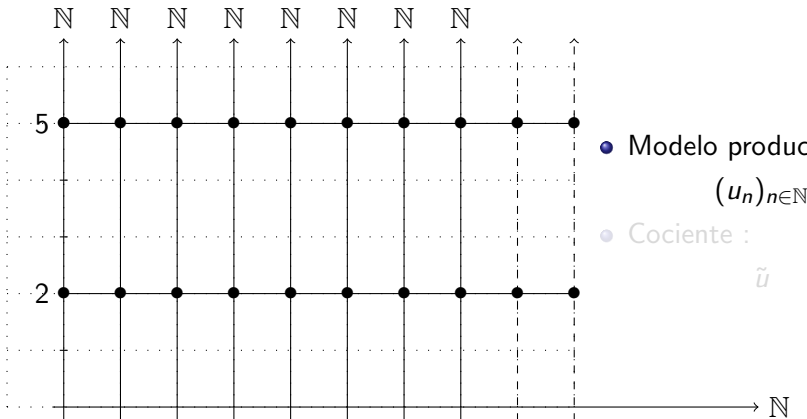 ℕ ℕ ℕ ℕ ℕ ℕ ℕ ℕ
5
• Modelo produc
(uₙ)ₙ∈ℕ
• Cociente :
ũ
2
ℕ